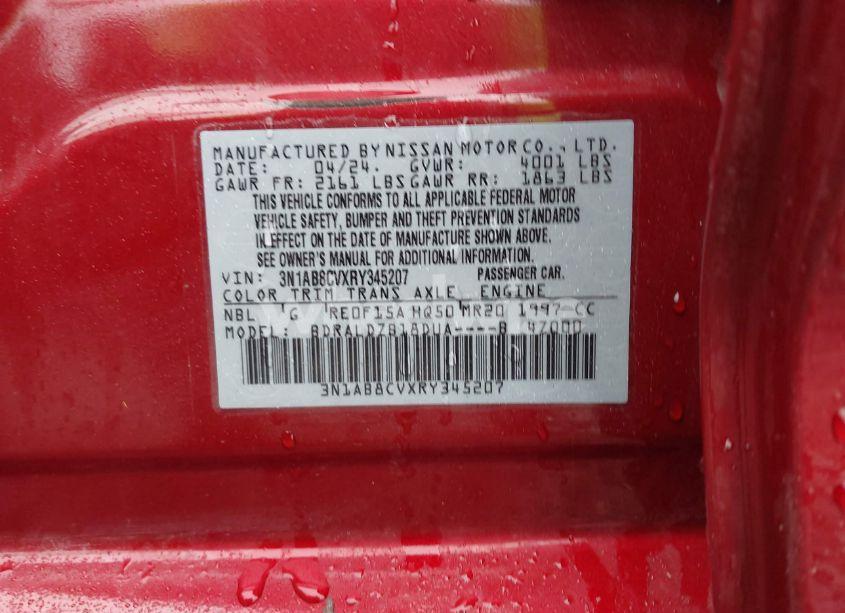 MANUFACTURED BY NISSAN MOTOR CO., LTD.
DATE: 04/24. GVWR: 4001 LBS
GAWR FR: 2161 LBS GAWR RR: 1863 LBS
THIS VEHICLE CONFORMS TO ALL APPLICABLE FEDERAL MOTOR
VEHICLE SAFETY, BUMPER AND THEFT PREVENTION STANDARDS
IN EFFECT ON THE DATE OF MANUFACTURE SHOWN ABOVE.
SEE OWNER'S MANUAL FOR ADDITIONAL INFORMATION.
VIN: 3N1AB8CVXRY345207 PASSENGER CAR.
COLOR TRIM TRANS AXLE ENGINE
NBL G RE0F15A HQ50 MR20 1997 CC
MODEL: BDRALDZB18DUA----B 47000
3N1AB8CVXRY345207